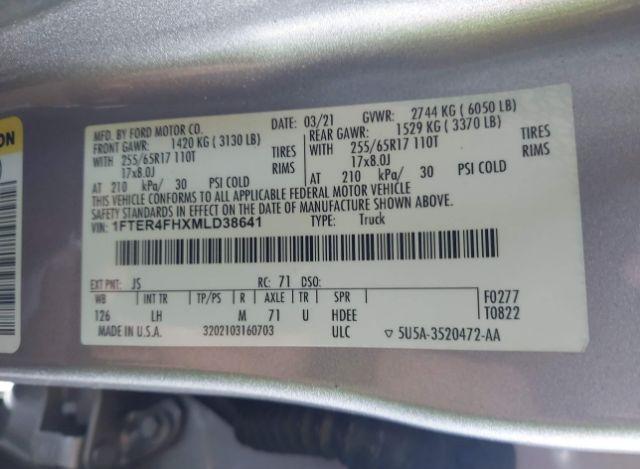 ON
MFD. BY FORD MOTOR CO. DATE: 03/21 GVWR: 2744 KG ( 6050 LB)
FRONT GAWR: 1420 KG ( 3130 LB) REAR GAWR: 1529 KG ( 3370 LB)
WITH 255/65R17 110T TIRES WITH 255/65R17 110T TIRES
17x8.0J RIMS 17x8.0J RIMS
AT 210 kPa/ 30 PSI COLD AT 210 kPa/ 30 PSI COLD
THIS VEHICLE CONFORMS TO ALL APPLICABLE FEDERAL MOTOR VEHICLE
SAFETY STANDARDS IN EFFECT ON THE DATE OF MANUFACTURE SHOWN ABOVE.
VIN: 1FTER4FHXMLD38641 TYPE: Truck
EXT PNT: JS RC: 71 DSO:
WB INT TR TP/PS R AXLE TR SPR F0277
126 LH M 71 U HDEE T0822
MADE IN U.S.A. 3202103160703 ULC ▽ 5U5A-3520472-AA